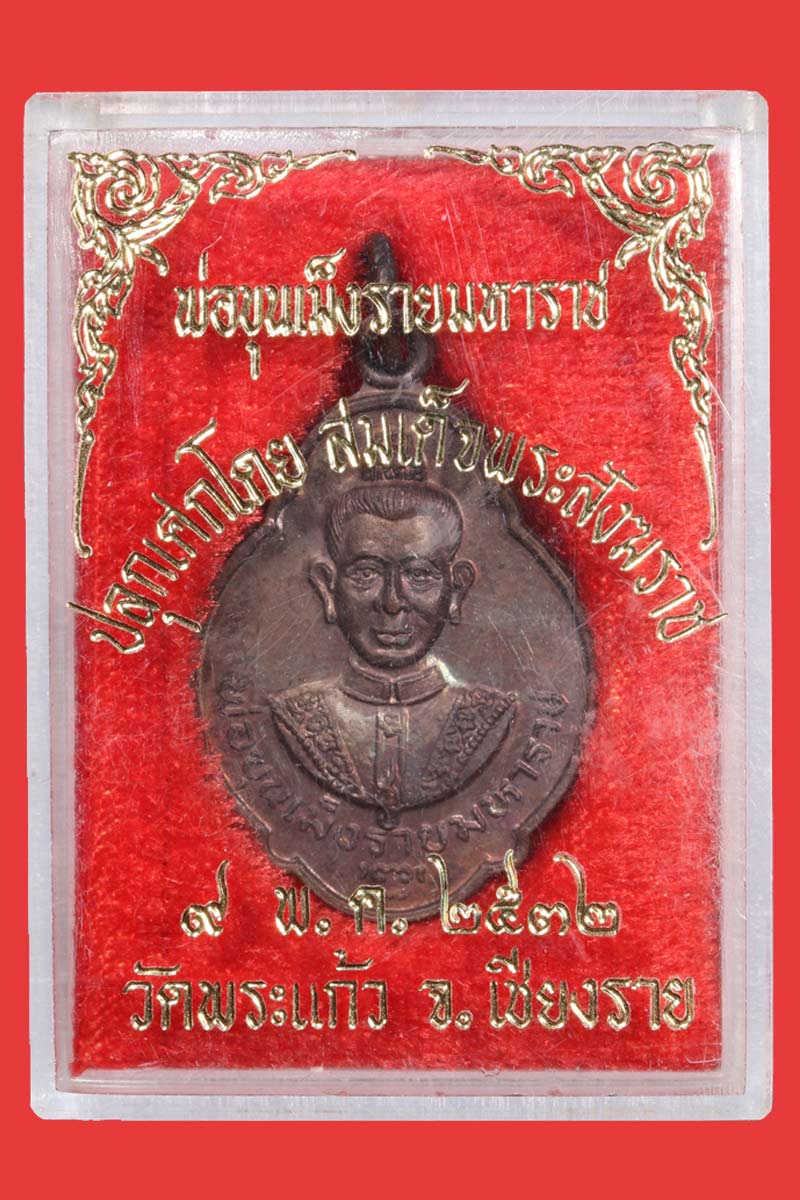 พ่อขุนเม็งรายมหาราช
ปลุกเศกโดย สมเด็จพระสังฆราช
พ่อขุนเม็งรายมหาราช
๙ พ.ค. ๒๕๓๒
วัดพระแก้ว จ.เชียงราย